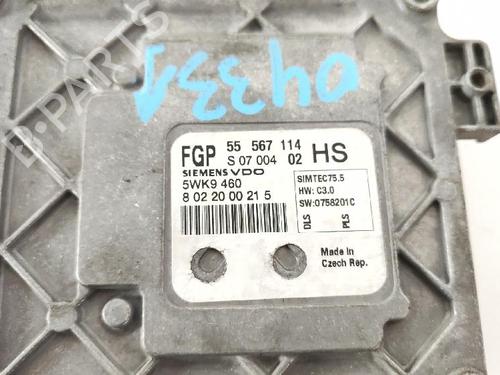 B-PARTS
0433
FGP 55 567 114 HS
S 07 004 02
SIEMENS VDO
5WK9 460
8 02 20 00 21 5
SIMTEC75.5
HW: C3.0
SW:0758201C
DLS
PLS
Made in
Czech Rep.